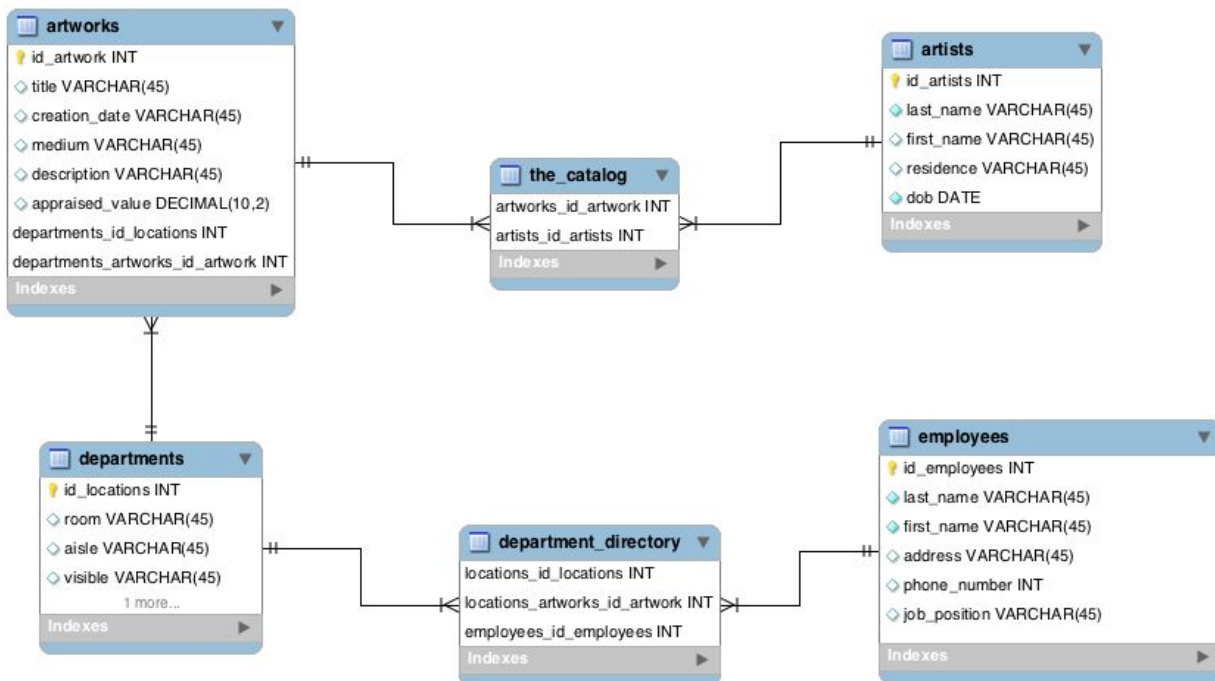 artworks
id_artwork INT
title VARCHAR(45)
creation_date VARCHAR(45)
medium VARCHAR(45)
description VARCHAR(45)
appraised_value DECIMAL(10,2)
departments_id_locations INT
departments_artworks_id_artwork INT
Indexes
the_catalog
artworks_id_artwork INT
artists_id_artists INT
Indexes
artists
id_artists INT
last_name VARCHAR(45)
first_name VARCHAR(45)
residence VARCHAR(45)
dob DATE
Indexes
departments
id_locations INT
room VARCHAR(45)
aisle VARCHAR(45)
visible VARCHAR(45)
1 more...
Indexes
department_directory
locations_id_locations INT
locations_artworks_id_artwork INT
employees_id_employees INT
Indexes
employees
id_employees INT
last_name VARCHAR(45)
first_name VARCHAR(45)
address VARCHAR(45)
phone_number INT
job_position VARCHAR(45)
Indexes